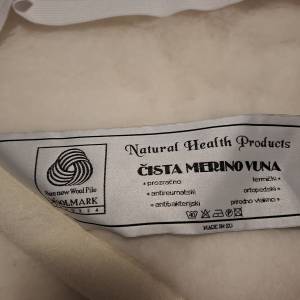 Natural Health Products
ČISTA MERINO VUNA
• prozračno
termički •
• antireumatski
ortopedski •
• antibakterijski
prirodno vlakno •
Pure new Wool Pile
WOOLMARK
MADE IN EU